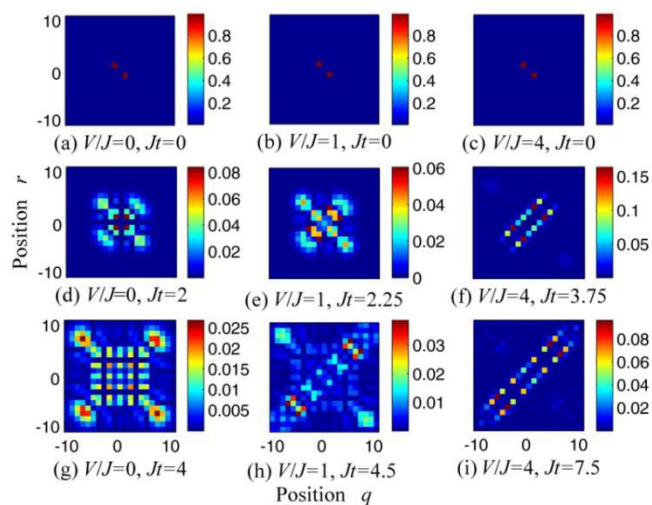 10 0.8 0.8 0.8
0 0.6 0.6 0.6
0.4 0.4 0.4
-10 0.2 0.2 0.2
(a) V/J=0, Jt=0 (b) V/J=1, Jt=0 (c) V/J=4, Jt=0
Position r
10 0.08 0.06 0.15
0.06 0.04 0.10
0 0.04 0.02 0.05
-10 0.02 0
(d) V/J=0, Jt=2 (e) V/J=1, Jt=2.25 (f) V/J=4, Jt=3.75
10 0.025 0.03 0.08
0.02 0.06
0 0.015 0.02 0.04
0.01 0.01 0.02
-10 0.005
-10 0 10 -10 0 10 -10 0 10
(g) V/J=0, Jt=4 (h) V/J=1, Jt=4.5 (i) V/J=4, Jt=7.5
Position q